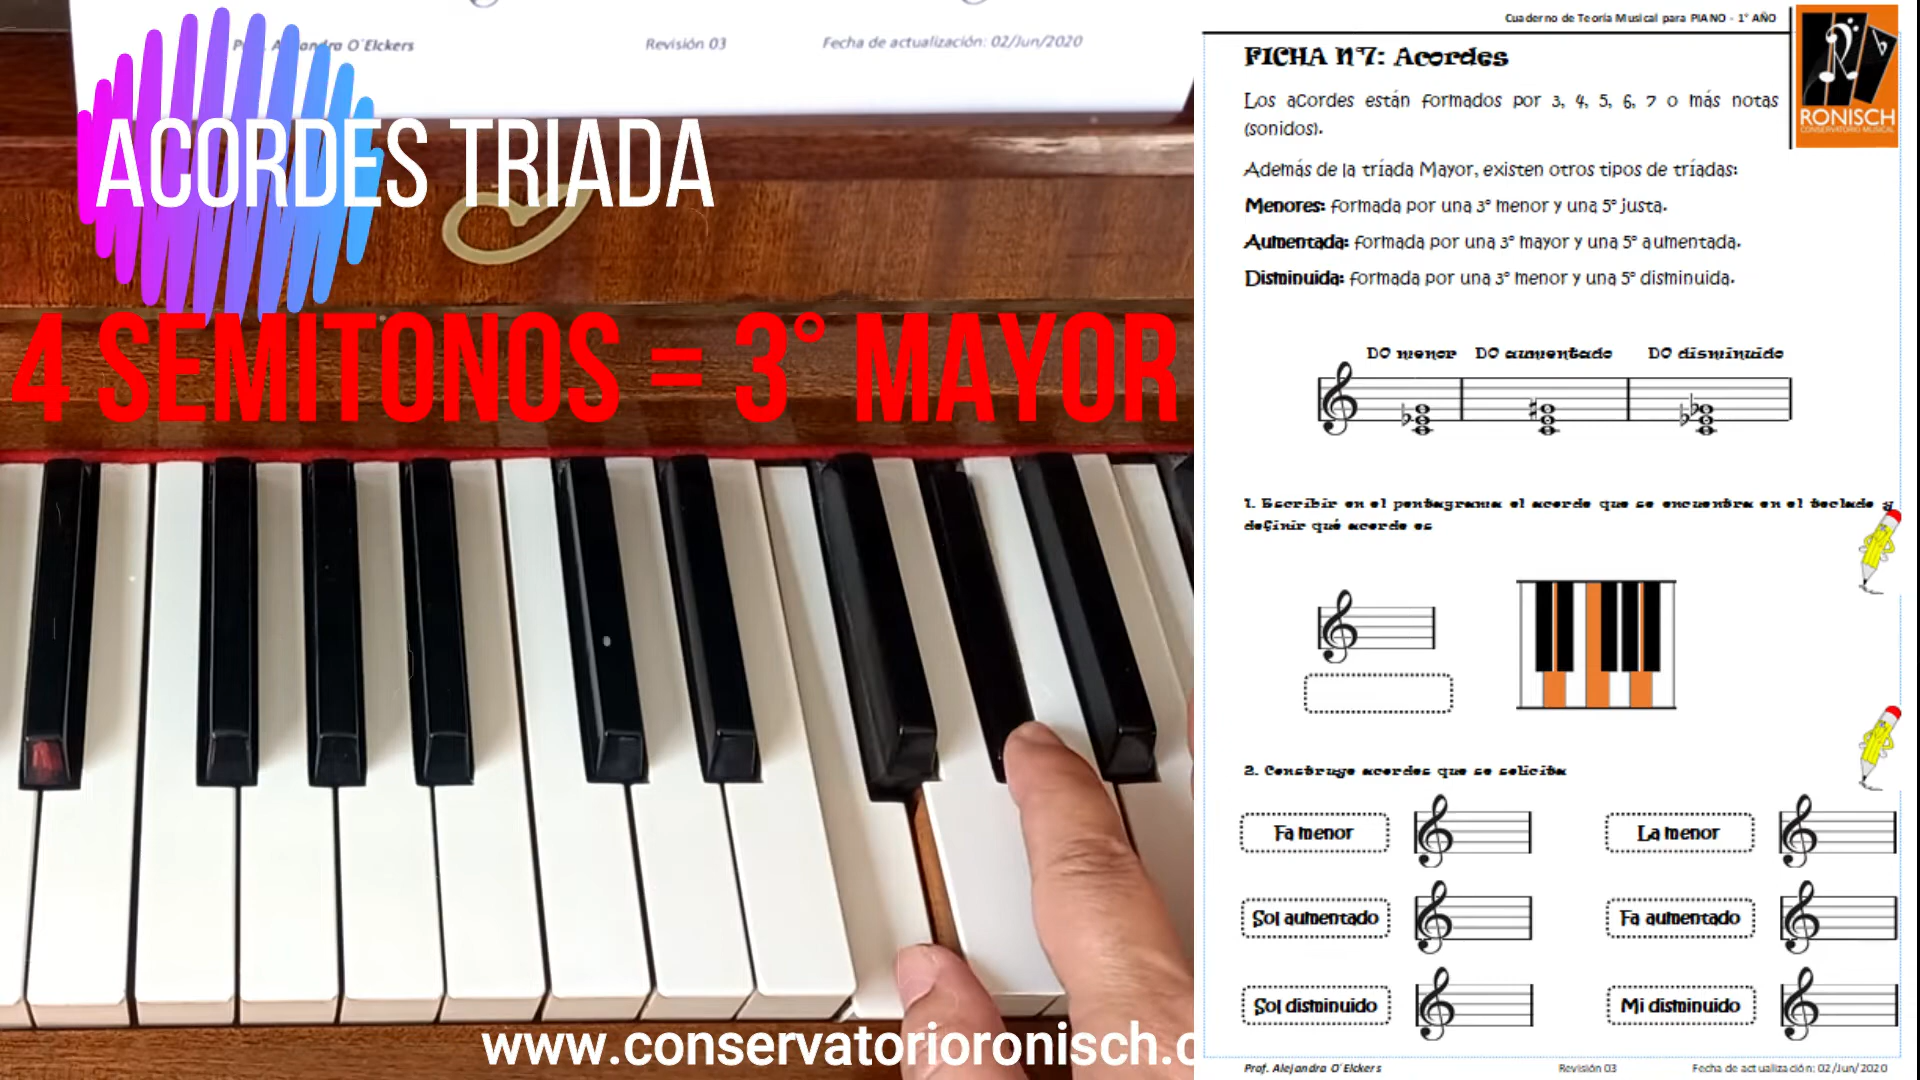 Prof. Alejandra O´Elckers
Revisión 03
Fecha de actualización: 02/Jun/2020
ACORDES TRIADA
4 SEMITONOS = 3° MAYOR
www.conservatorioronisch.c
Cuaderno de Teoría Musical para PIANO - 1° AÑO
RONISCH
CONSERVATORIO MUSICAL
FICHA N°7: Acordes
Los acordes están formados por 3, 4, 5, 6, 7 o más notas
(sonidos).
Además de la tríada Mayor, existen otros tipos de tríadas:
Menores: formada por una 3° menor y una 5° justa.
Aumentada: formada por una 3° mayor y una 5° aumentada.
Disminuida: formada por una 3° menor y una 5° disminuida.
DO menor DO aumentado DO disminuido
1. Escribir en el pentagrama el acorde que se encuentra en el teclado y
definir qué acorde es
2. Construye acordes que se solicita
Fa menor
La menor
Sol aumentado
Fa aumentado
Sol disminuido
Mi disminuido
Prof. Alejandra O´Elckers
Revisión 03
Fecha de actualización: 02/Jun/2020